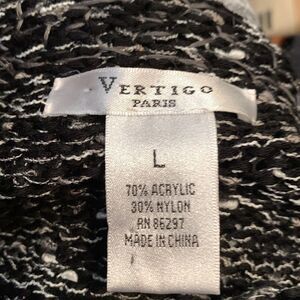 VERTIGO
PARIS
L
70% ACRYLIC
30% NYLON
RN 86297
MADE IN CHINA